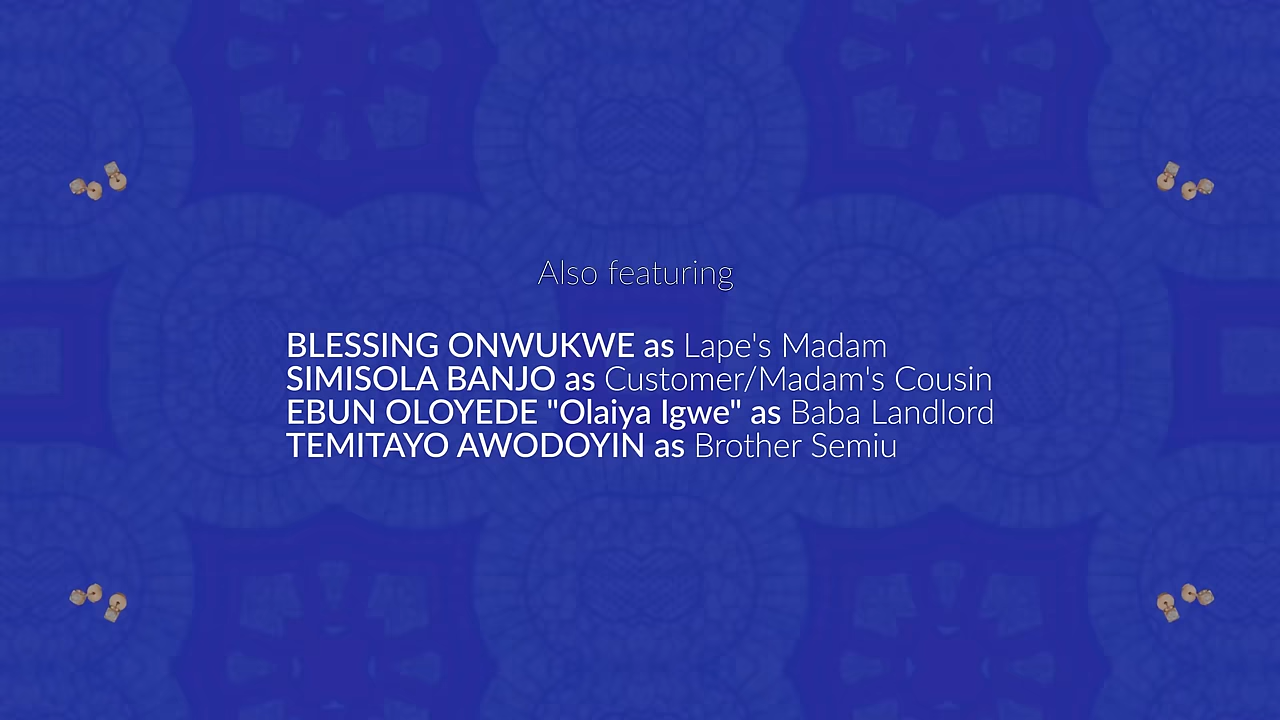 Also featuring
BLESSING ONWUKWE as Lape's Madam
SIMISOLA BANJO as Customer/Madam's Cousin
EBUN OLOYEDE "Olaiya Igwe" as Baba Landlord
TEMITAYO AWODOYIN as Brother Semiu